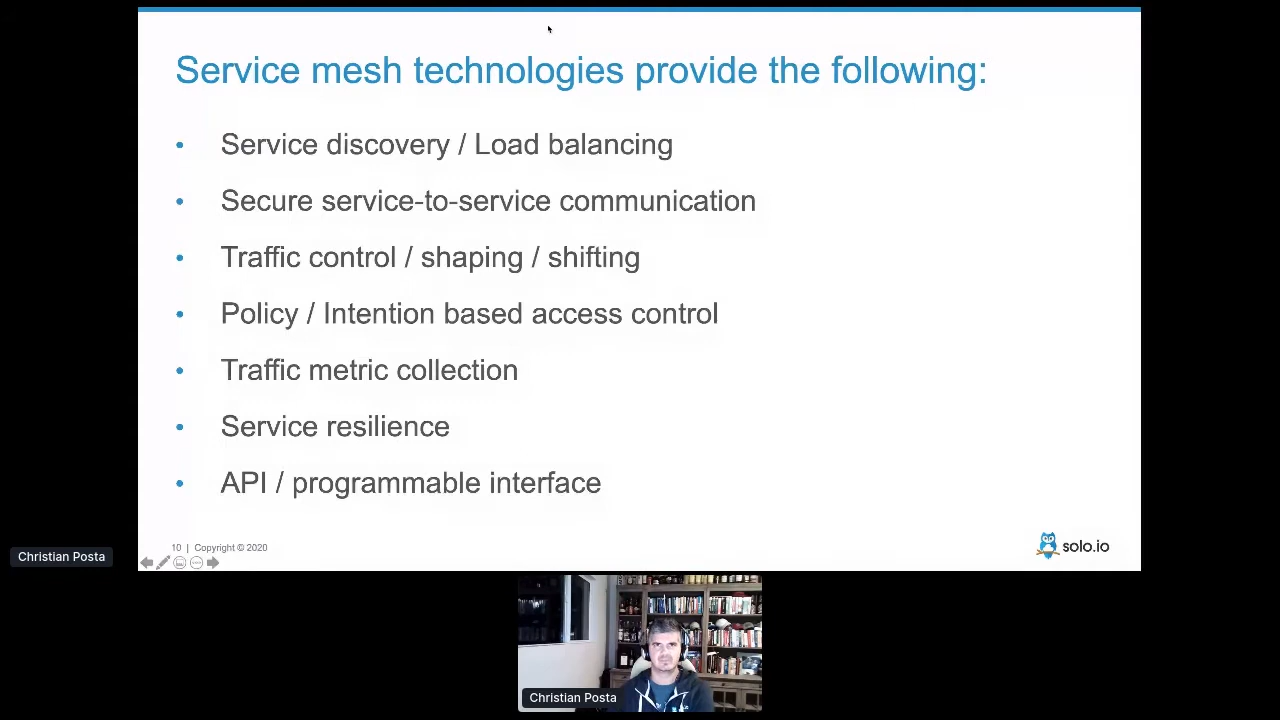 Service mesh technologies provide the following:
• Service discovery / Load balancing
• Secure service-to-service communication
• Traffic control / shaping / shifting
• Policy / Intention based access control
• Traffic metric collection
• Service resilience
• API / programmable interface
10 | Copyright © 2020
solo.io
Christian Posta
Christian Posta